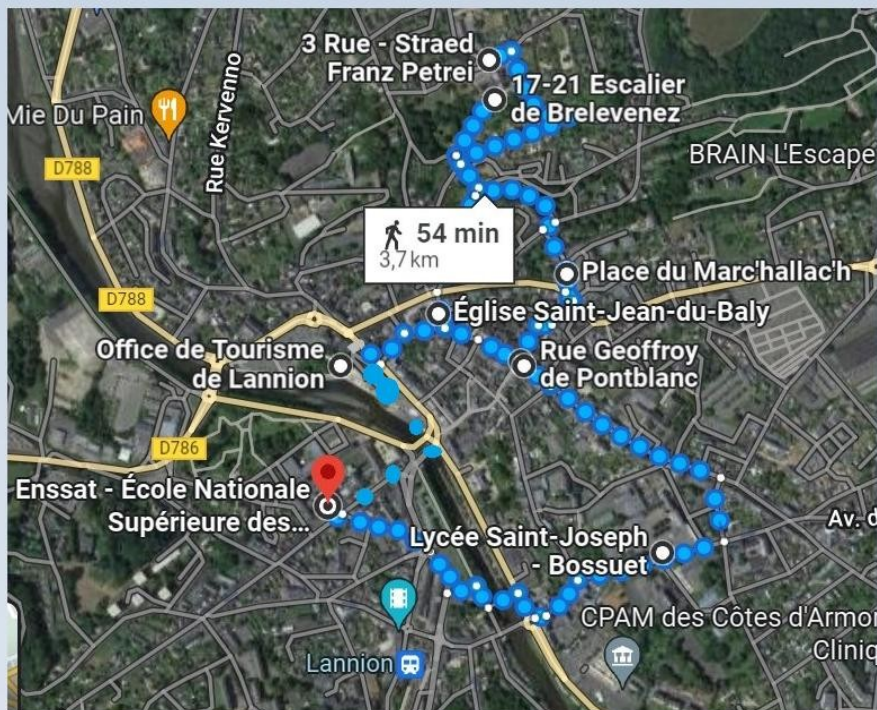 3 Rue - Straed
Franz Petrei
17-21 Escalier
de Brelevenez
Mie Du Pain
Rue Kervenno
D788
BRAIN L'Escape
54 min
3,7 km
Place du Marc'hallac'h
D788
Église Saint-Jean-du-Baly
Office de Tourisme
de Lannion
Rue Geoffroy
de Pontblanc
D786
Enssat - École Nationale
Supérieure des...
Lycée Saint-Joseph
- Bossuet
Av. d
CPAM des Côtes d'Armor
Cliniq
Lannion